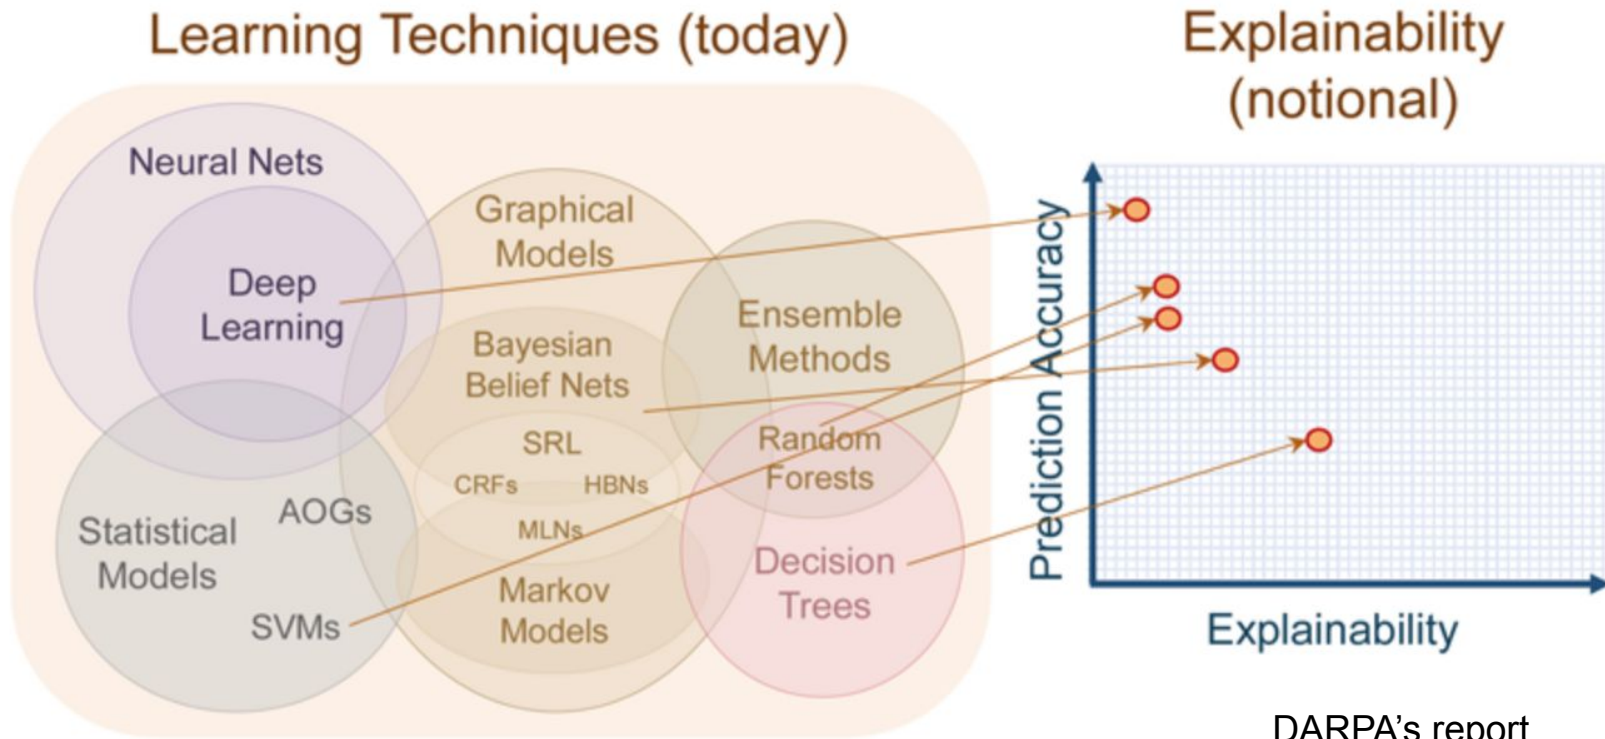 Learning Techniques (today)
Neural Nets
Deep
Learning
Graphical
Models
Bayesian
Belief Nets
SRL
CRFs
HBNs
MLNs
Markov
Models
Statistical
Models
AOGs
SVMs
Ensemble
Methods
Random
Forests
Decision
Trees
Explainability
(notional)
Prediction Accuracy
Explainability
DARPA's report